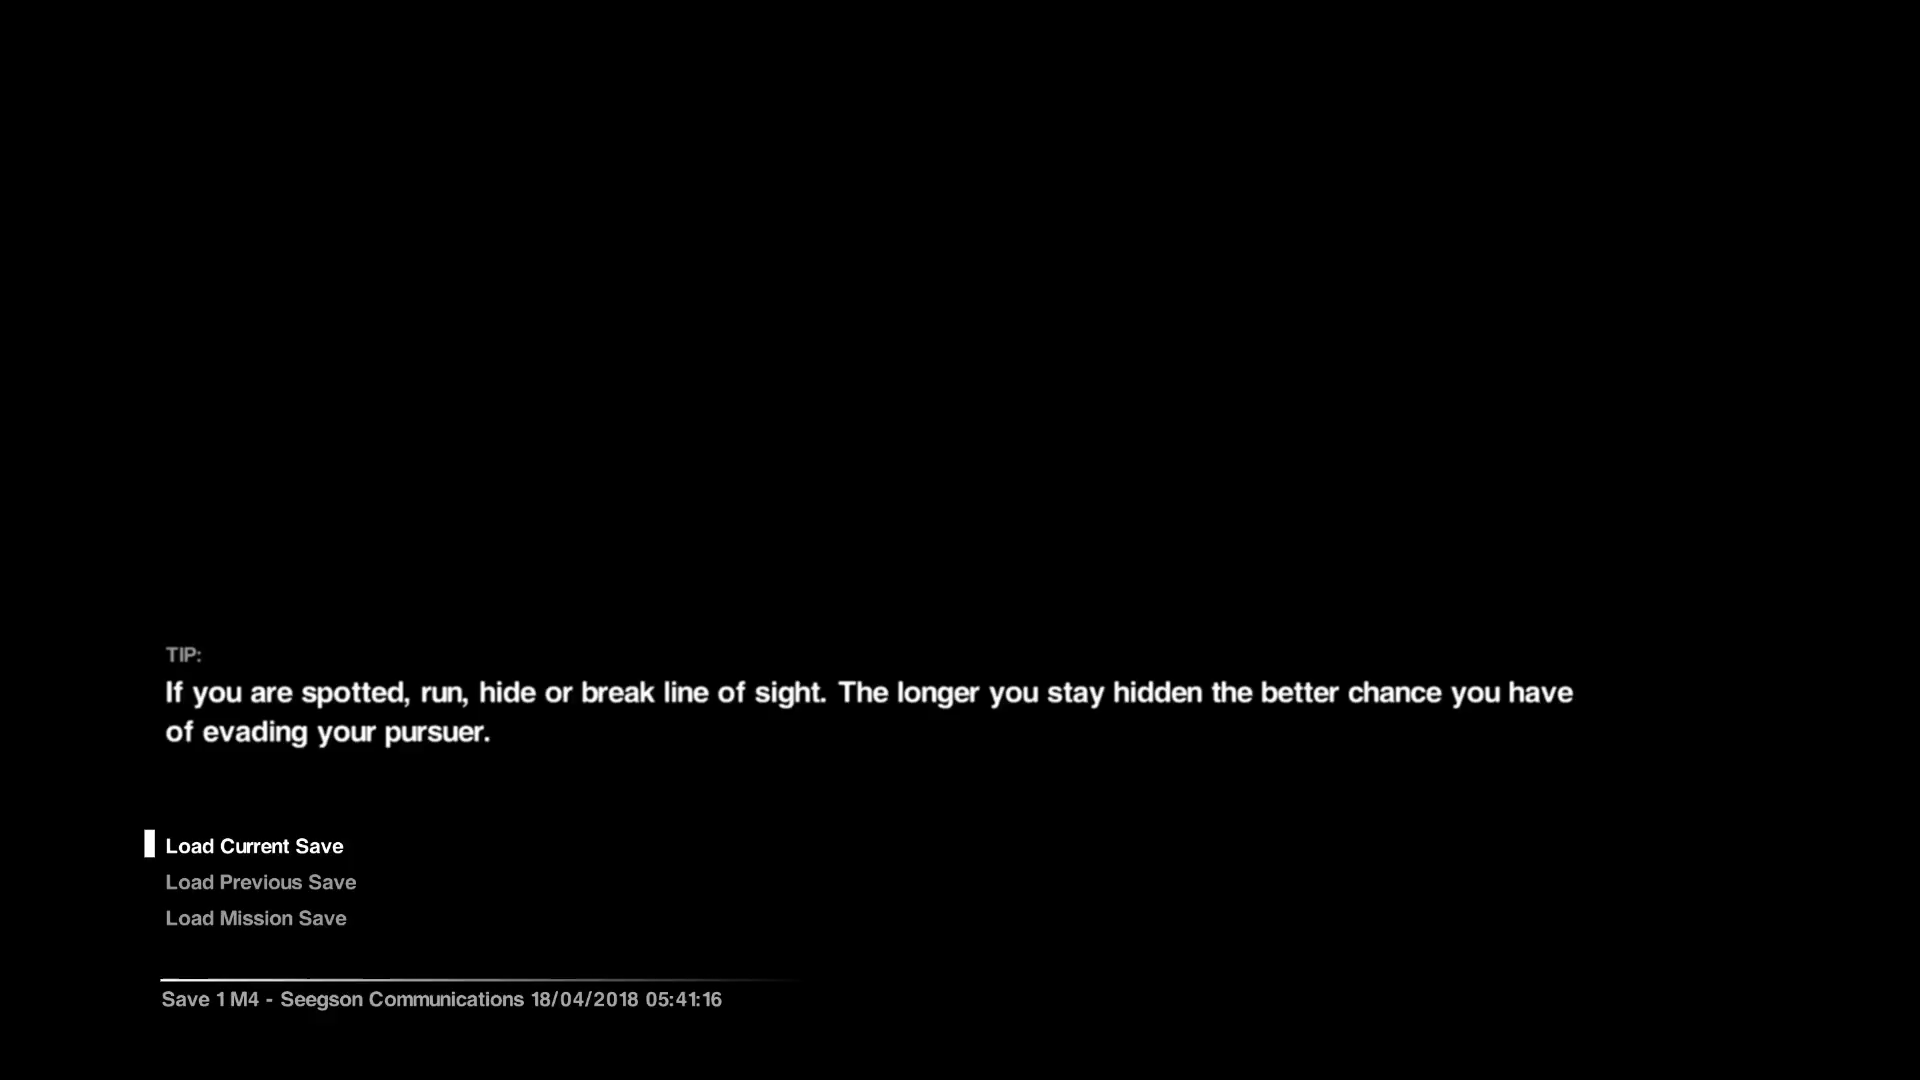 TIP:
If you are spotted, run, hide or break line of sight. The longer you stay hidden the better chance you have
of evading your pursuer.
Load Current Save
Load Previous Save
Load Mission Save
Save 1 M4 - Seegson Communications 18/04/2018 05:41:16